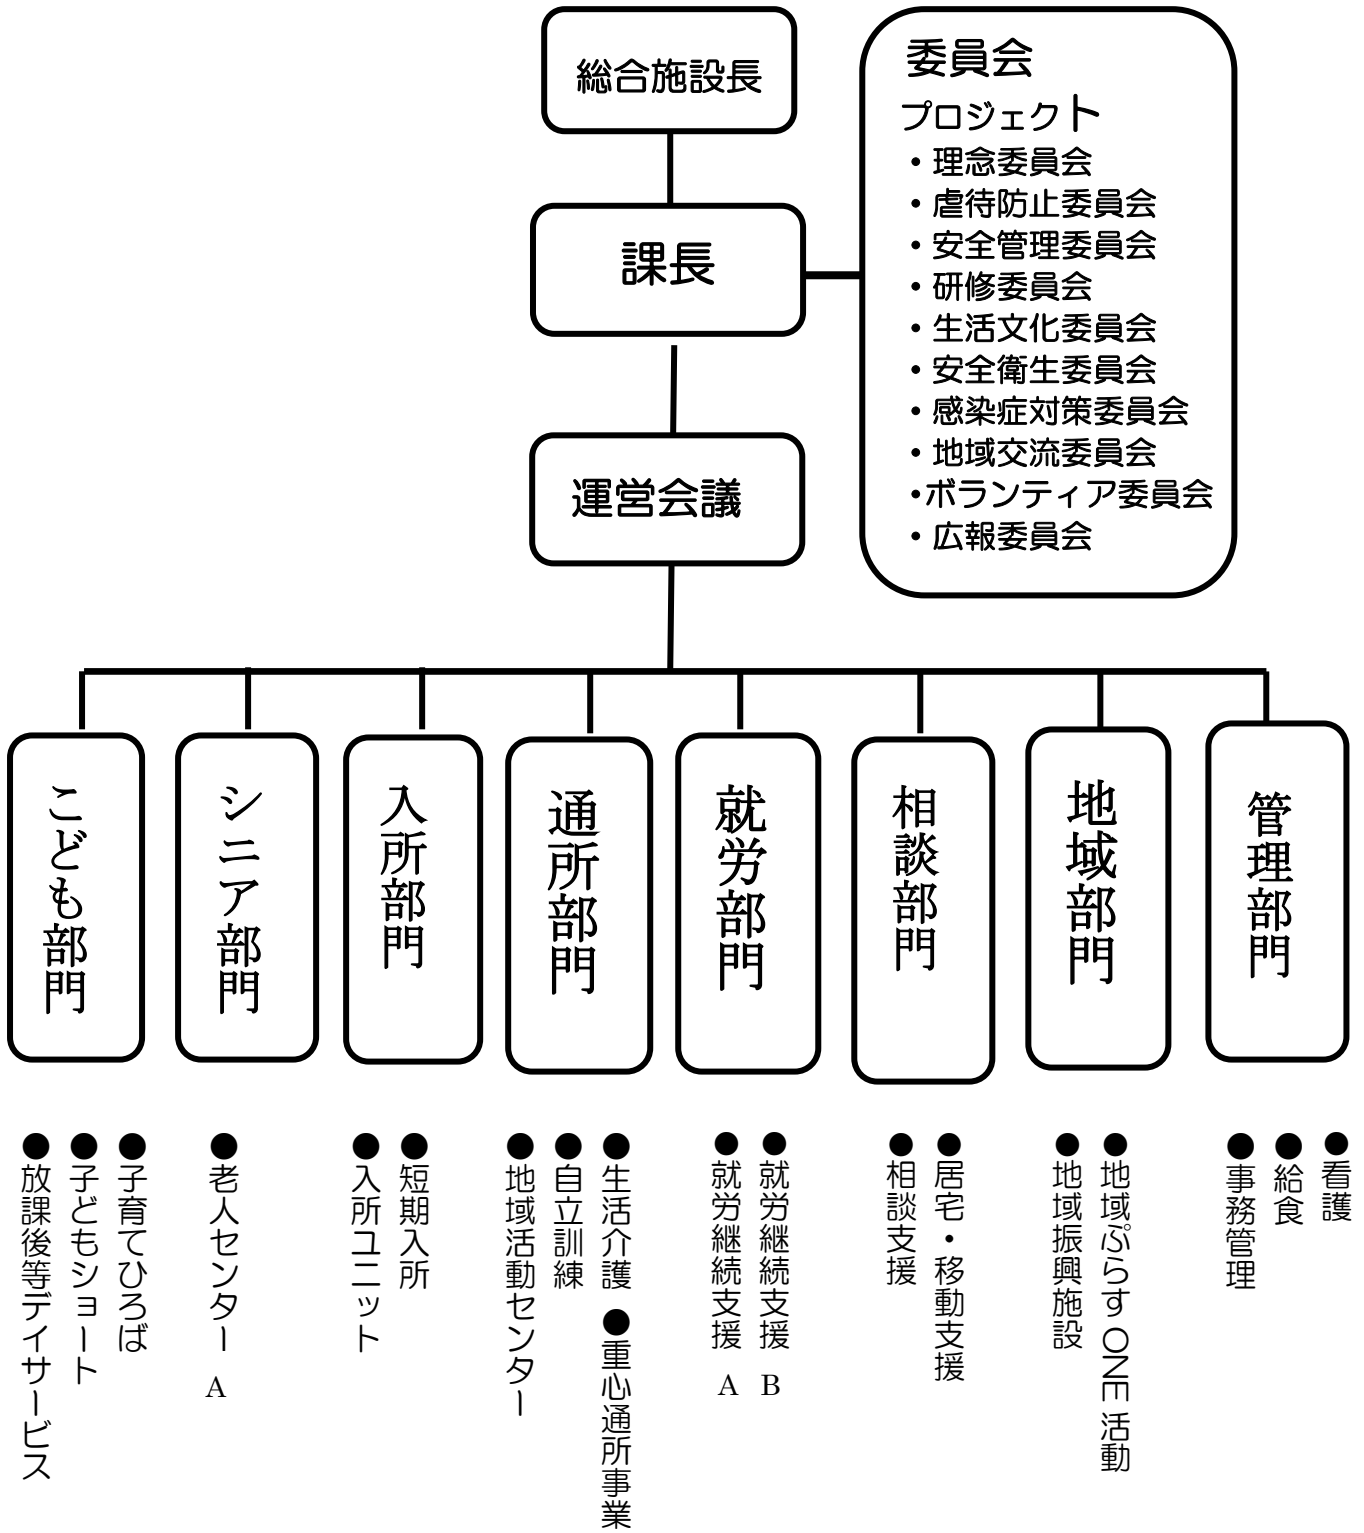 総合施設長
課長
運営会議
委員会
プロジェクト
・理念委員会
・虐待防止委員会
・安全管理委員会
・研修委員会
・生活文化委員会
・安全衛生委員会
・感染症対策委員会
・地域交流委員会
・ボランティア委員会
・広報委員会
こども部門
シニア部門
入所部門
通所部門
就労部門
相談部門
地域部門
管理部門
●子育てひろば
●子どもショート
●放課後等デイサービス
●老人センター A
●短期入所
●入所ユニット
●生活介護 ●重心通所事業
●自立訓練
●地域活動センター
●就労継続支援 B
●就労継続支援 A
●居宅・移動支援
●相談支援
●地域ぷらす ONE 活動
●地域振興施設
●看護
●給食
●事務管理